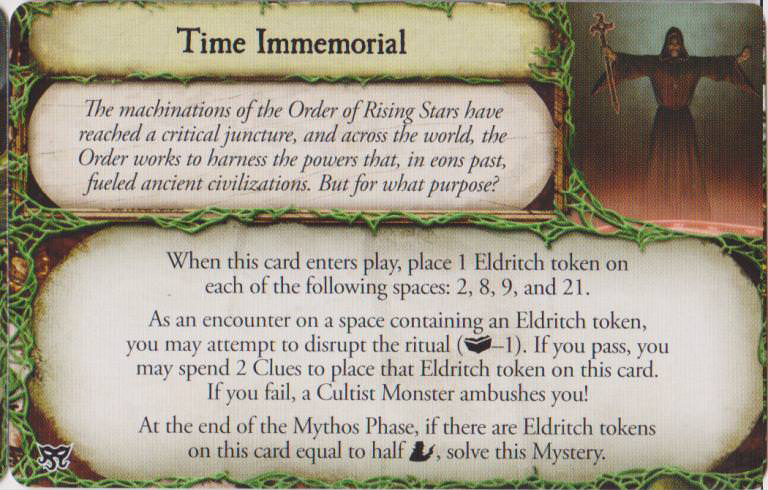 Time Immemorial
The machinations of the Order of Rising Stars have
reached a critical juncture, and across the world, the
Order works to harness the powers that, in eons past,
fueled ancient civilizations. But for what purpose?
When this card enters play, place 1 Eldritch token on
each of the following spaces: 2, 8, 9, and 21.
As an encounter on a space containing an Eldritch token,
you may attempt to disrupt the ritual (–1). If you pass, you
may spend 2 Clues to place that Eldritch token on this card.
If you fail, a Cultist Monster ambushes you!
At the end of the Mythos Phase, if there are Eldritch tokens
on this card equal to half , solve this Mystery.